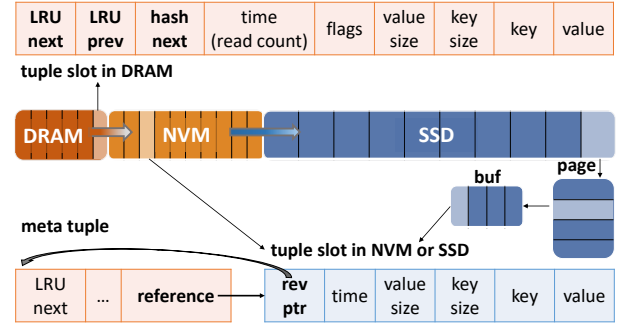 LRU next LRU prev hash next time (read count) flags value size key size key value
tuple slot in DRAM
DRAM NVM SSD
page
buf
meta tuple
tuple slot in NVM or SSD
LRU next ... reference rev ptr time value size key size key value